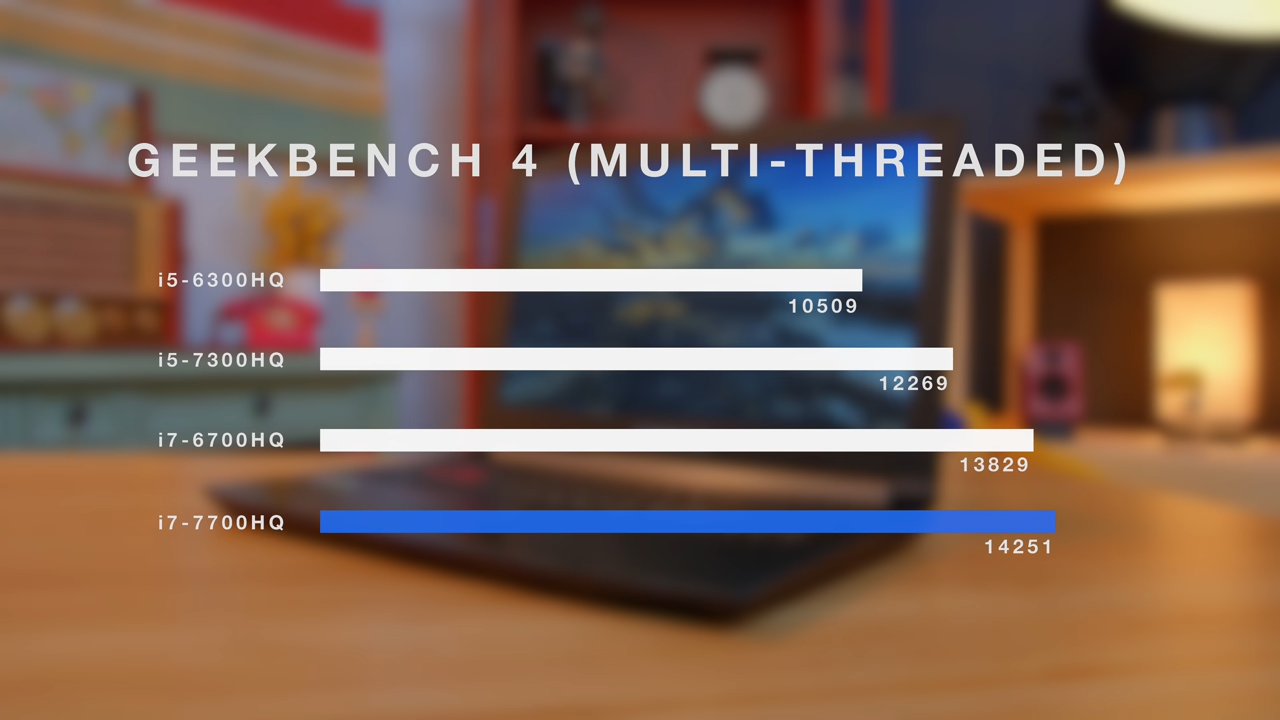 GEEKBENCH 4 (MULTI-THREADED)
i5-6300HQ
10509
i5-7300HQ
12269
i7-6700HQ
13829
i7-7700HQ
14251